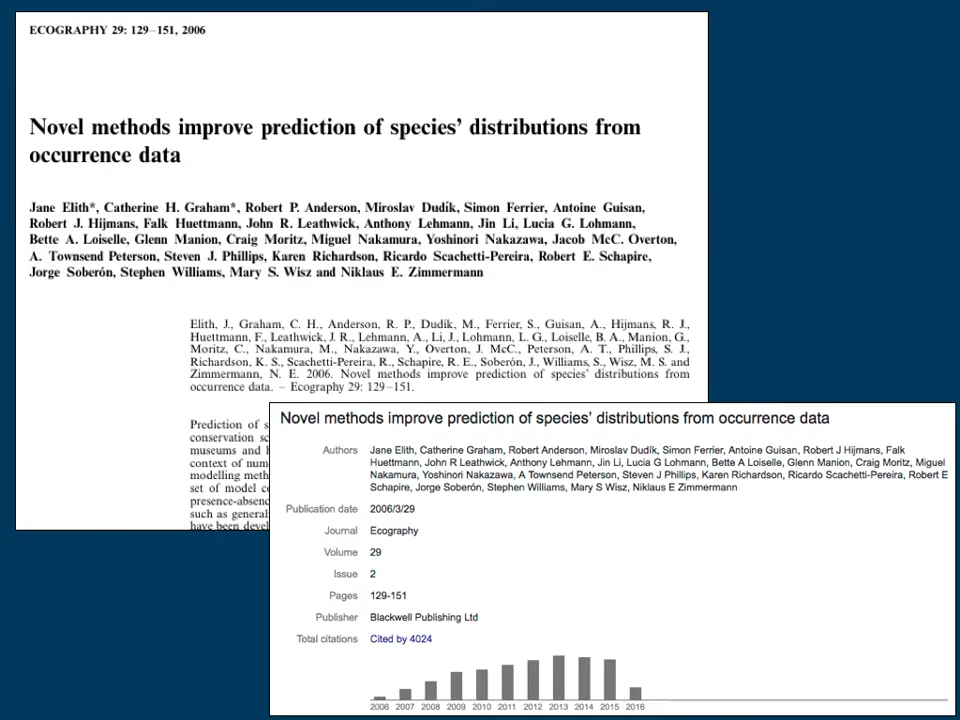 ECOGRAPHY 29: 129–151, 2006
Novel methods improve prediction of species’ distributions from
occurrence data
Jane Elith*, Catherine H. Graham*, Robert P. Anderson, Miroslav Dudík, Simon Ferrier, Antoine Guisan,
Robert J. Hijmans, Falk Huettmann, John R. Leathwick, Anthony Lehmann, Jin Li, Lucia G. Lohmann,
Bette A. Loiselle, Glenn Manion, Craig Moritz, Miguel Nakamura, Yoshinori Nakazawa, Jacob McC. Overton,
A. Townsend Peterson, Steven J. Phillips, Karen Richardson, Ricardo Scachetti-Pereira, Robert E. Schapire,
Jorge Soberón, Stephen Williams, Mary S. Wisz and Niklaus E. Zimmermann
Elith, J., Graham, C. H., Anderson, R. P., Dudík, M., Ferrier, S., Guisan, A., Hijmans, R. J.,
Huettmann, F., Leathwick, J. R., Lehmann, A., Li, J., Lohmann, L. G., Loiselle, B. A., Manion, G.,
Moritz, C., Nakamura, M., Nakazawa, Y., Overton, J. McC., Peterson, A. T., Phillips, S. J.,
Richardson, K. S., Scachetti-Pereira, R., Schapire, R. E., Soberón, J., Williams, S., Wisz, M. S. and
Zimmermann, N. E. 2006. Novel methods improve prediction of species’ distributions from
occurrence data. – Ecography 29: 129–151.
Prediction of s
conservation sc
museums and h
context of num
modelling meth
set of model co
presence-absenc
such as general
have been devel
Novel methods improve prediction of species’ distributions from occurrence data
Authors Jane Elith, Catherine Graham, Robert Anderson, Miroslav Dudík, Simon Ferrier, Antoine Guisan, Robert J Hijmans, Falk
Huettmann, John R Leathwick, Anthony Lehmann, Jin Li, Lucia G Lohmann, Bette A Loiselle, Glenn Manion, Craig Moritz, Miguel
Nakamura, Yoshinori Nakazawa, A Townsend Peterson, Steven J Phillips, Karen Richardson, Ricardo Scachetti-Pereira, Robert E
Schapire, Jorge Soberón, Stephen Williams, Mary S Wisz, Niklaus E Zimmermann
Publication date 2006/3/29
Journal Ecography
Volume 29
Issue 2
Pages 129-151
Publisher Blackwell Publishing Ltd
Total citations Cited by 4024
2006 2007 2008 2009 2010 2011 2012 2013 2014 2015 2016